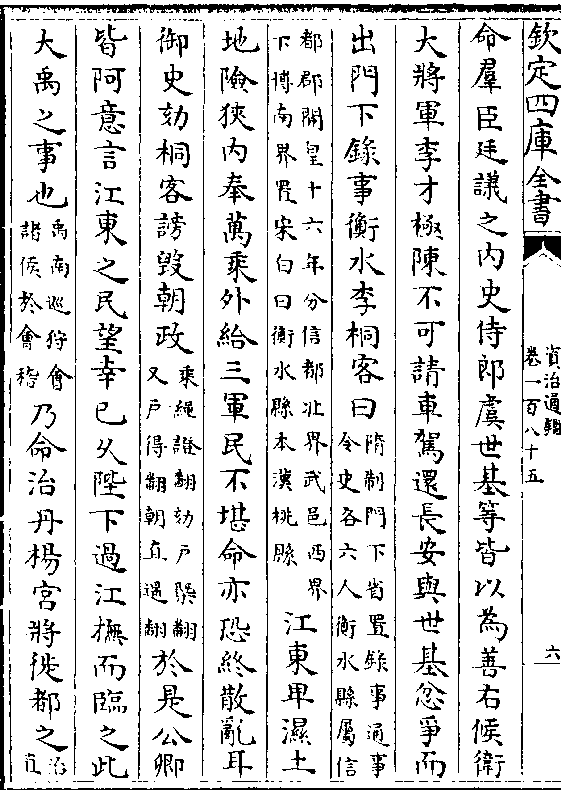 欽定四庫全書
資治通鑑
卷一百八十五
六
命羣臣廷議之内史侍郎虞世基等皆以為善右候衛
大將軍李才極陳不可請車駕還長安與世基忿爭而
出門下錄事衡水李桐客曰隋制門下省置錄事通事令史各六人衡水縣屬信
都郡開皇十六年分信都北界武邑西界下博南界置宋白曰衡水縣本漢桃縣江東卑濕土
地險狹内奉萬乘外給三軍民不堪命亦恐終散亂耳
御史劾桐客謗毀朝政乘繩證翻劾戶槩翻又戶得翻朝直遥翻於是公卿
皆阿意言江東之民望幸已久陛下過江撫而臨之此
大禹之事也禹南巡狩會諸侯於會稽乃命治丹楊宫將徙都之治直